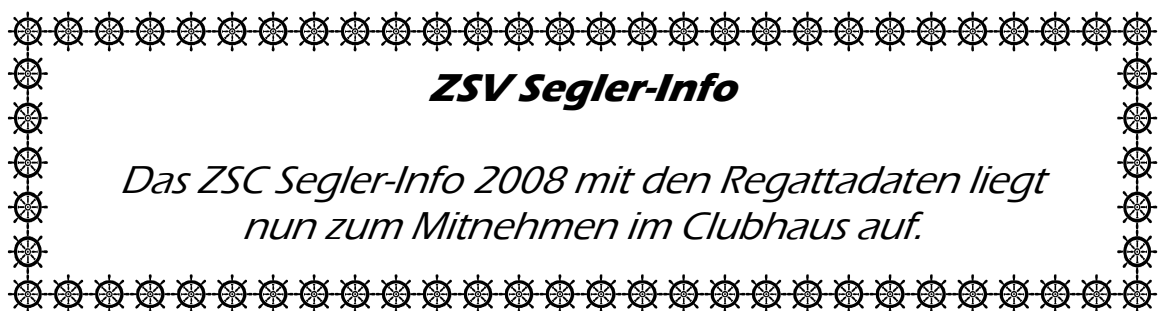 ZSV Segler-Info
Das ZSC Segler-Info 2008 mit den Regattadaten liegt
nun zum Mitnehmen im Clubhaus auf.